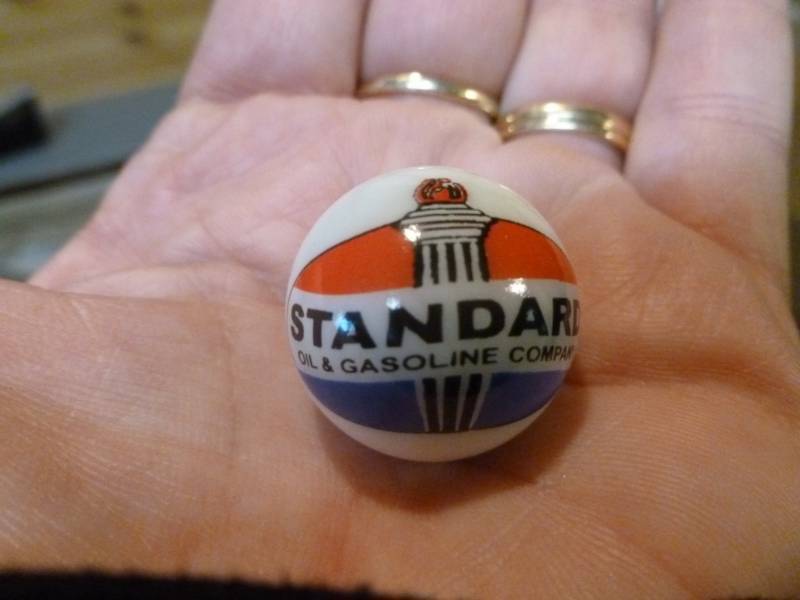 STANDARD
OIL & GASOLINE COMPANY